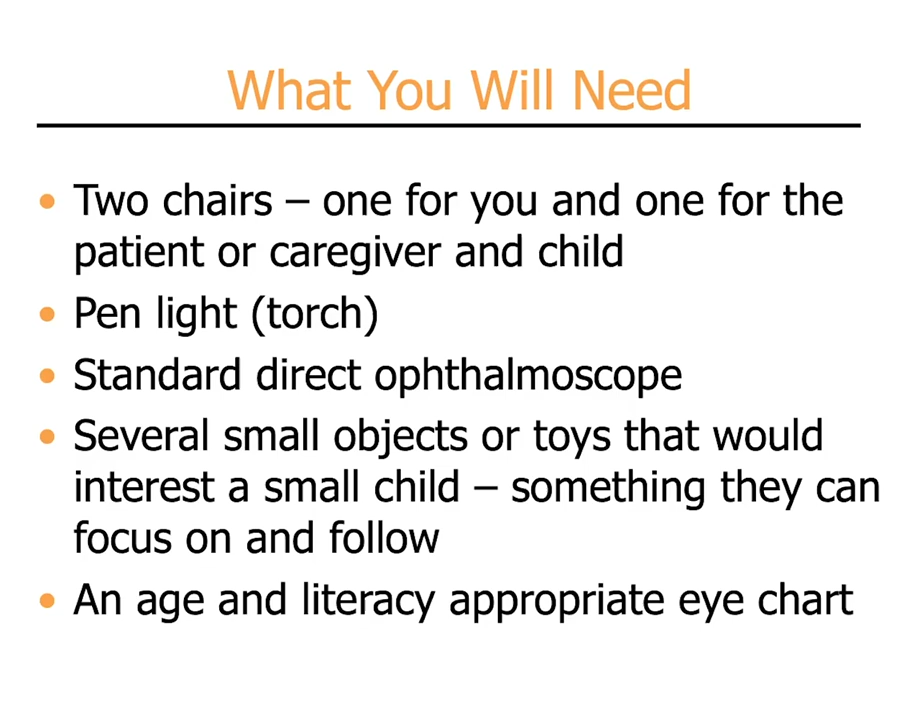 What You Will Need
• Two chairs – one for you and one for the
patient or caregiver and child
• Pen light (torch)
• Standard direct ophthalmoscope
• Several small objects or toys that would
interest a small child – something they can
focus on and follow
• An age and literacy appropriate eye chart